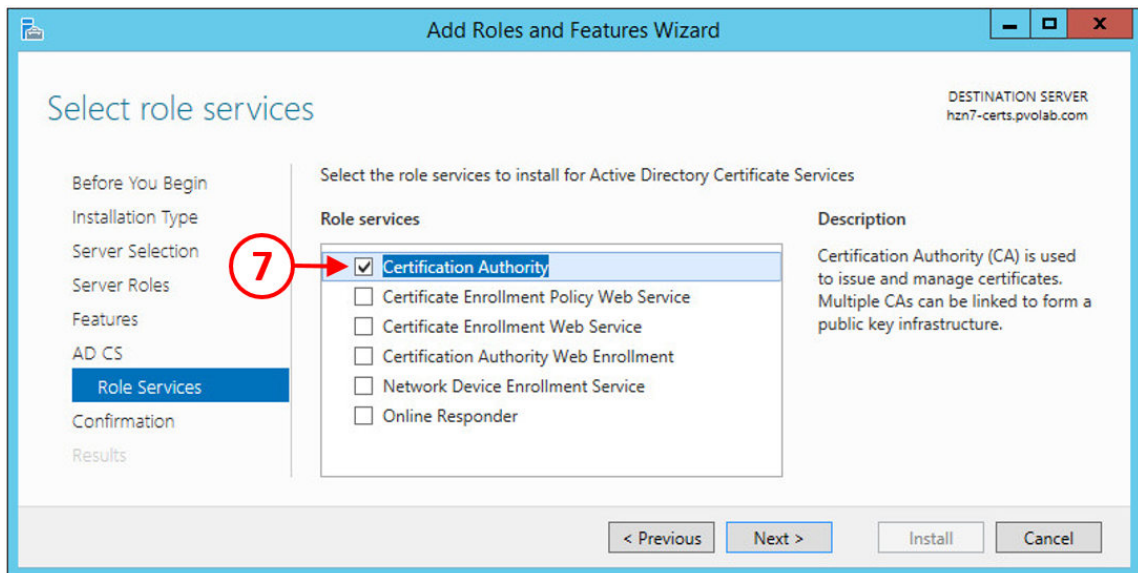 Add Roles and Features Wizard
Select role services
DESTINATION SERVER
hzn7-certs.pvolab.com
Before You Begin
Installation Type
Server Selection
Server Roles
Features
AD CS
Role Services
Confirmation
Results
Select the role services to install for Active Directory Certificate Services
Role services
7
Certification Authority
Certificate Enrollment Policy Web Service
Certificate Enrollment Web Service
Certification Authority Web Enrollment
Network Device Enrollment Service
Online Responder
Description
Certification Authority (CA) is used
to issue and manage certificates.
Multiple CAs can be linked to form a
public key infrastructure.
< Previous
Next >
Install
Cancel